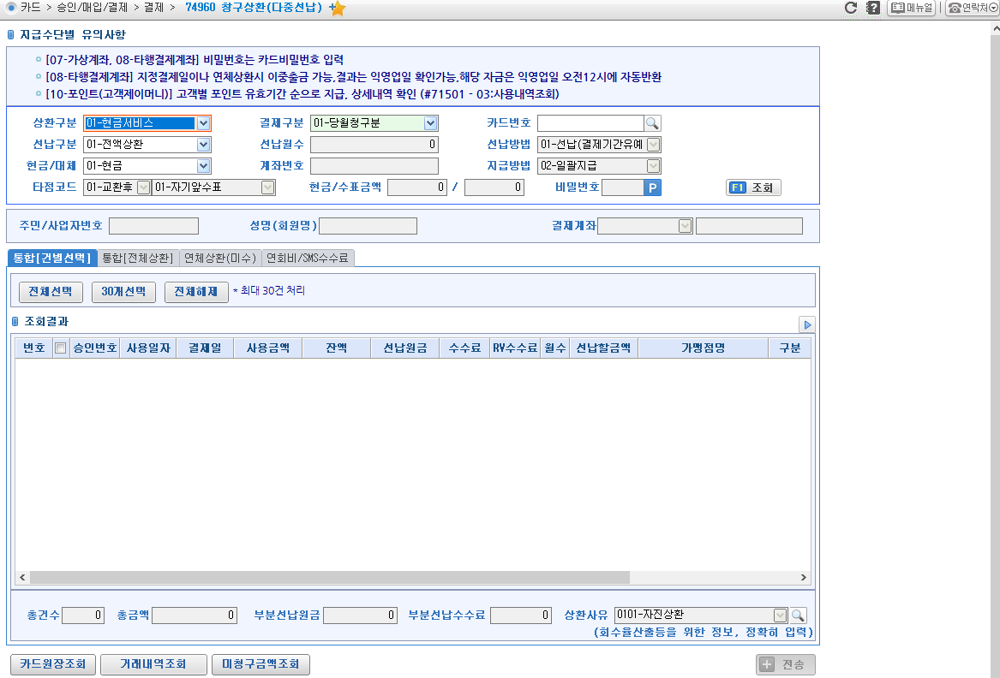 카드 > 승인/매입/결제 > 결제 > 74960 창구상환(다중선납)
메뉴얼 | 연락처
지급수단별 유의사항
[07-가상계좌, 08-타행결제계좌] 비밀번호는 카드비밀번호 입력
[08-타행결제계좌] 지정결제일이나 연체상환시 이중출금 가능,결과는 익영업일 확인가능,해당 자금은 익영업일 오전12시에 자동반환
[10-포인트(고객제이머니)] 고객별 포인트 유효기간 순으로 지급, 상세내역 확인 (#71501 - 03:사용내역조회)
상환구분 01-현금서비스 결제구분 01-당월청구분 카드번호
선납구분 01-전액상환 선납월수 0 선납방법 01-선납(결제기간유예
현금/대체 01-현금 계좌번호 지급방법 02-일괄지급
타점코드 01-교환후 01-자기앞수표 현금/수표금액 0 / 0 비밀번호 P F1 조회
주민/사업자번호 성명(회원명) 결제계좌
통합[건별선택] 통합[전체상환] 연체상환(미수) 연회비/SMS수수료
전체선택 30개선택 전체해제 * 최대 30건 처리
조회결과
번호 승인번호 사용일자 결제일 사용금액 잔액 선납원금 수수료 RV수수료 월수 선납할금액 가맹점명 구분
총건수 0 총금액 0 부분선납원금 0 부분선납수수료 0 상환사유 0101-자진상환
(회수율산출등을 위한 정보, 정확히 입력)
카드원장조회 거래내역조회 미청구금액조회 전송